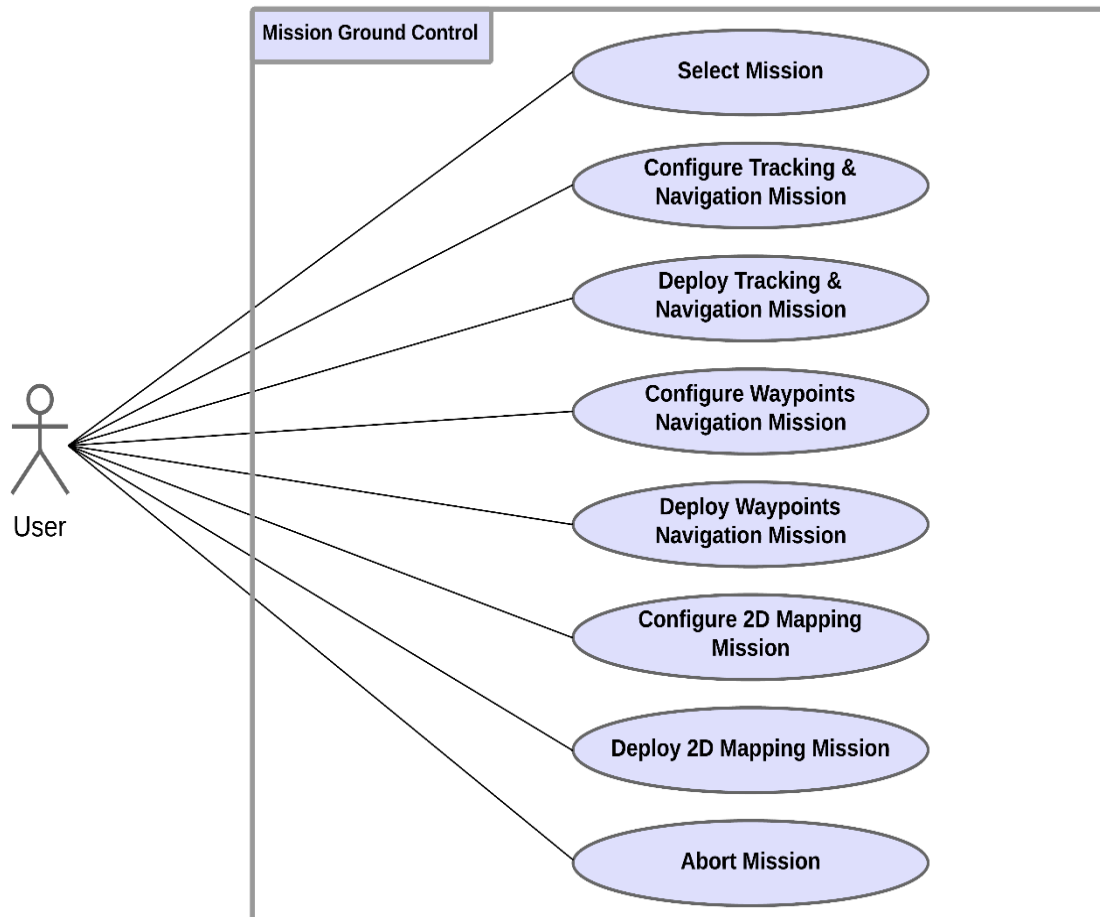 Mission Ground Control
Select Mission
Configure Tracking &
Navigation Mission
Deploy Tracking &
Navigation Mission
Configure Waypoints
Navigation Mission
Deploy Waypoints
Navigation Mission
User
Configure 2D Mapping
Mission
Deploy 2D Mapping Mission
Abort Mission